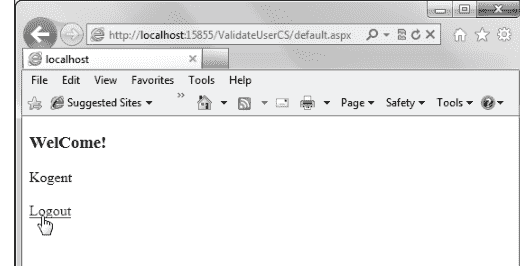 http://localhost:15855/ValidateUserCS/default.aspx
localhost
File Edit View Favorites Tools Help
Suggested Sites Page Safety Tools
WelCome!
Kogent
Logout